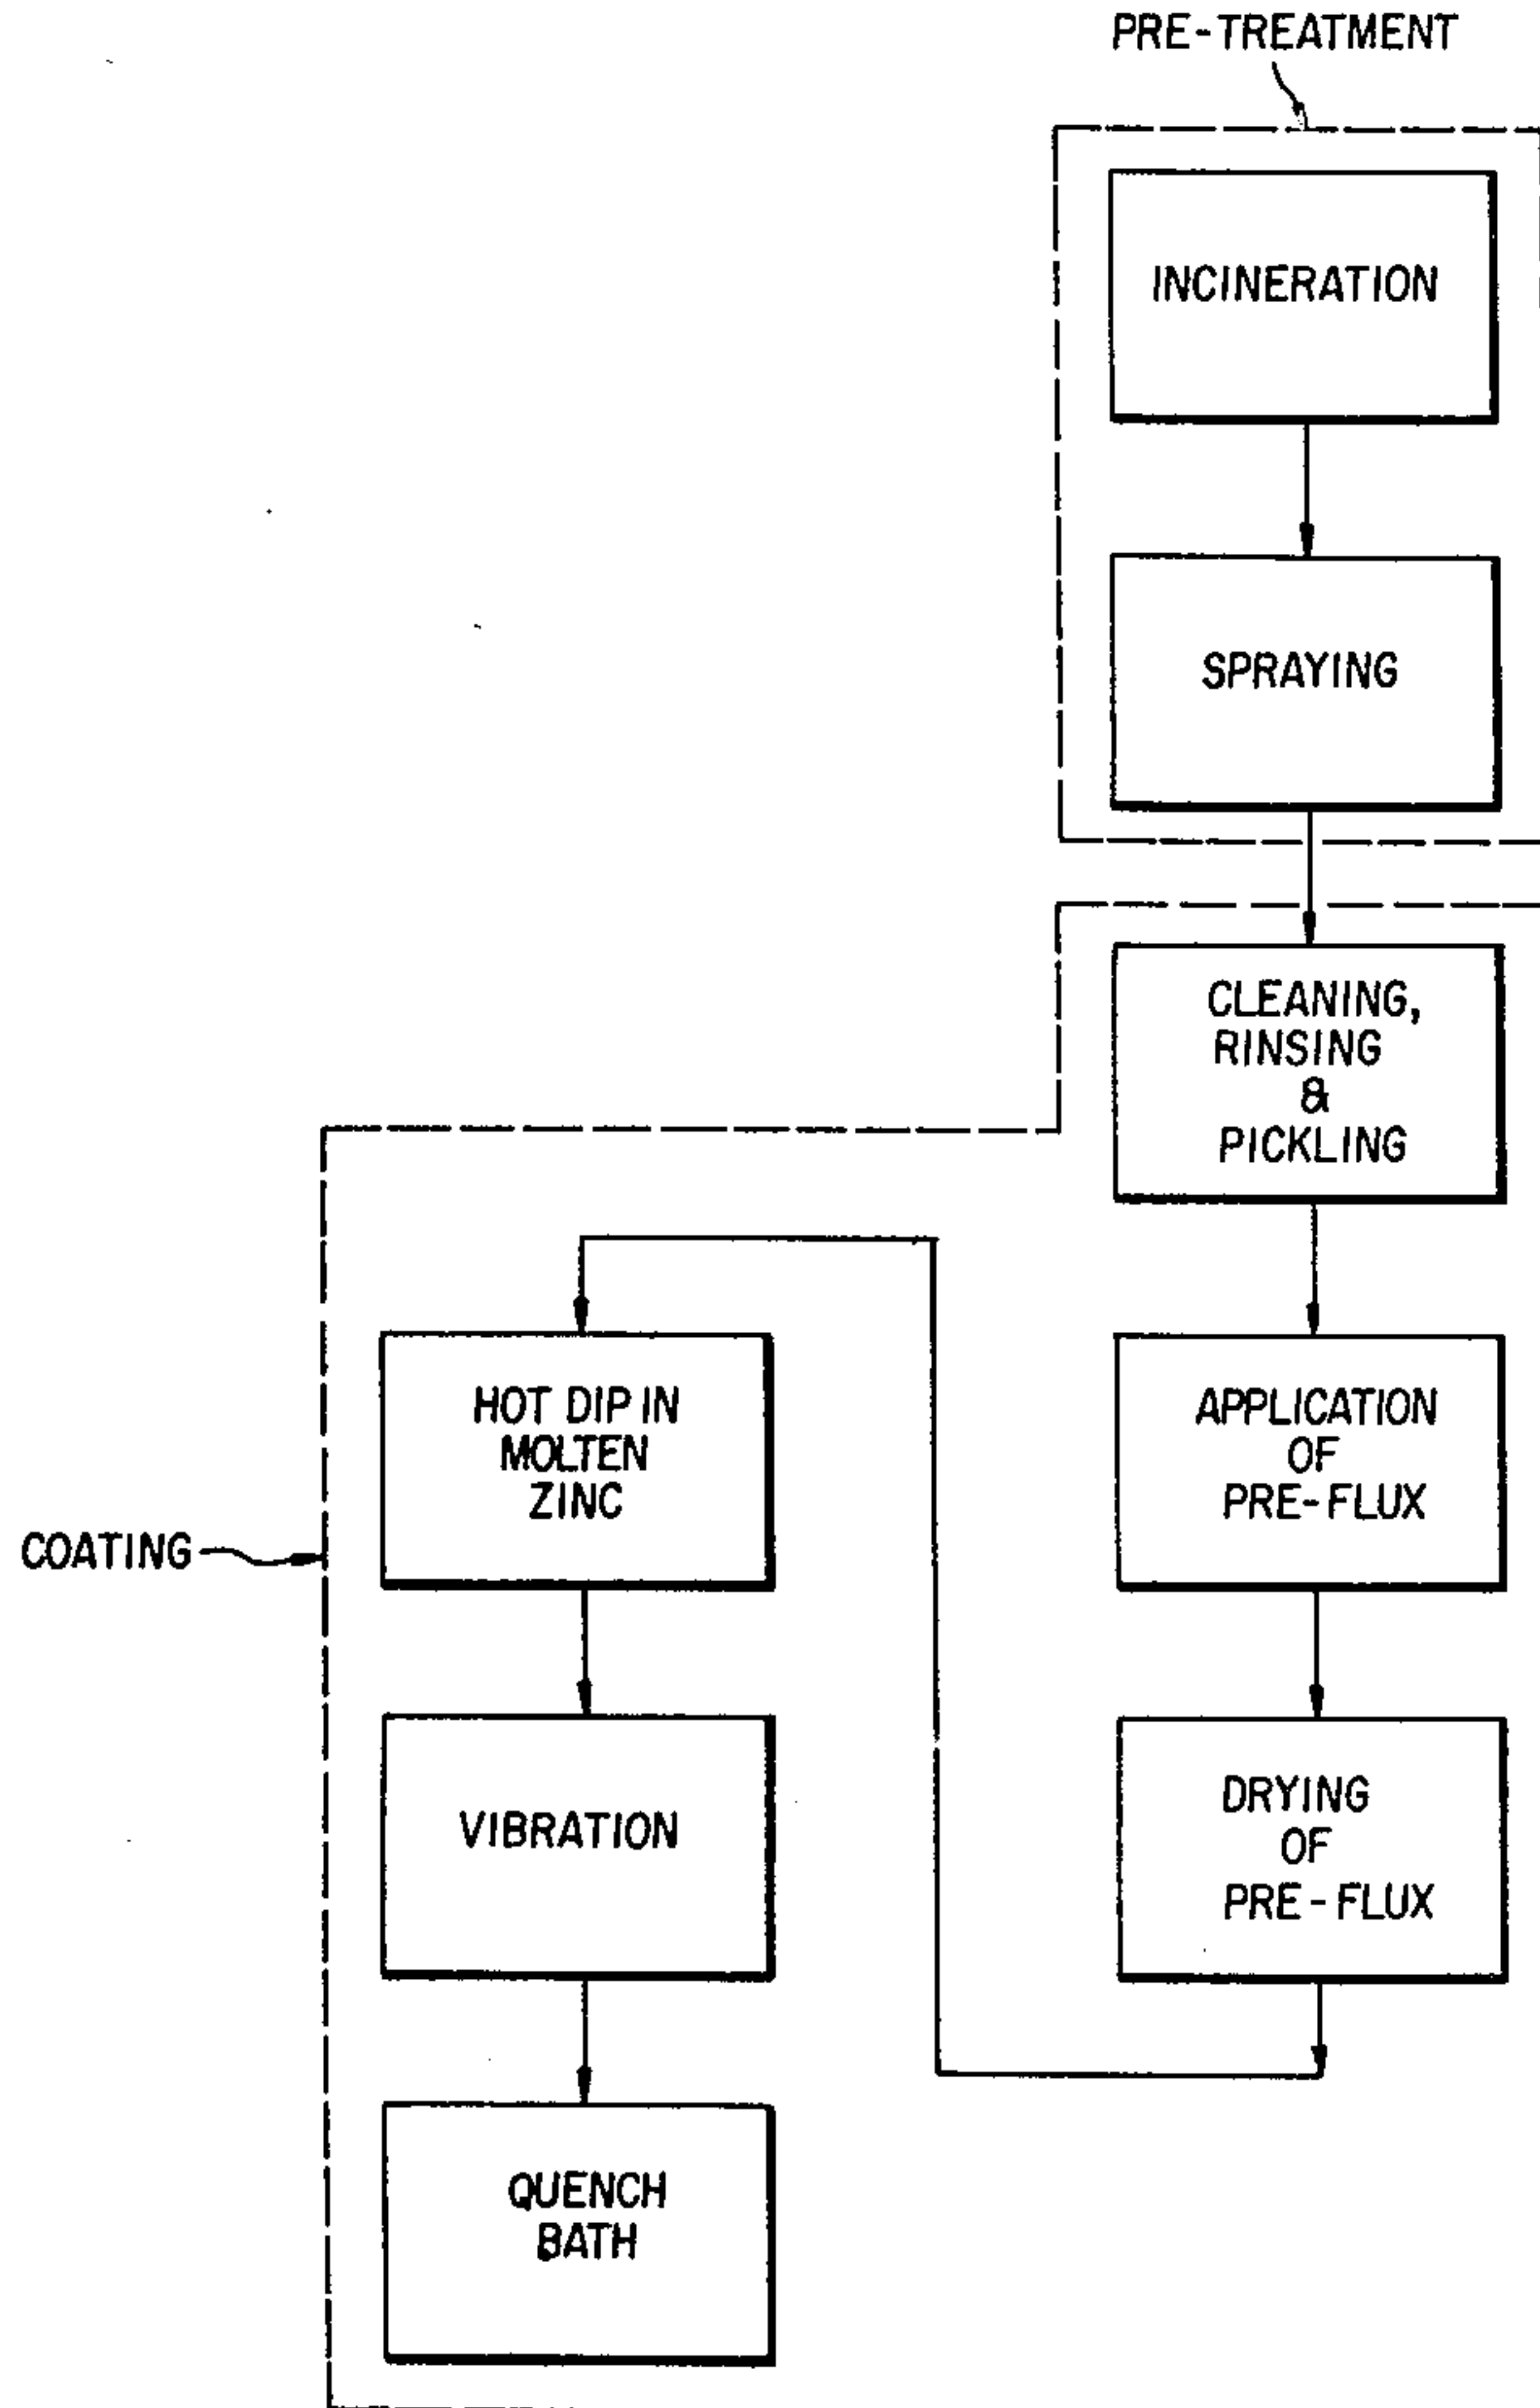 PRE-TREATMENT
INCINERATION
SPRAYING
CLEANING,
RINSING
&
PICKLING
APPLICATION
OF
PRE-FLUX
DRYING
OF
PRE-FLUX
COATING
HOT DIP IN
MOLTEN
ZINC
VIBRATION
QUENCH
BATH